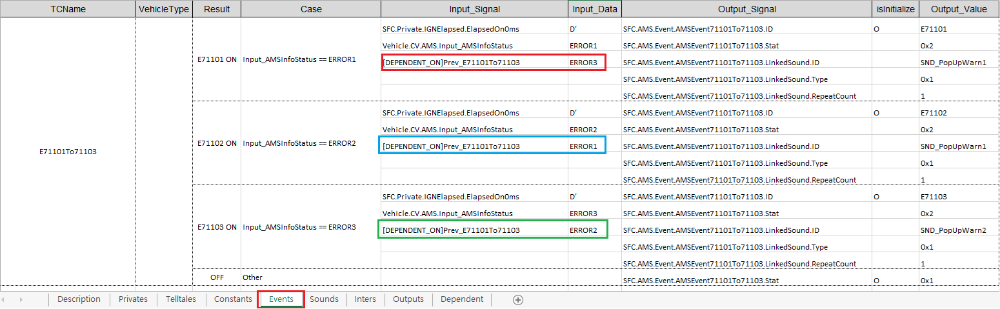 TCName VehicleType Result Case Input_Signal Input_Data Output_Signal isInitialize Output_Value
SFC.Private.IGNElapsed.ElapsedOn0ms D’ SFC.AMS.Event.AMSEvent71101To71103.ID O E71101
Vehicle.CV.AMS.Input_AMSInfoStatus ERROR1 SFC.AMS.Event.AMSEvent71101To71103.Stat 0x2
E71101 ON Input_AMSInfoStatus == ERROR1 [DEPENDENT_ON]Prev_E71101To71103 ERROR3 SFC.AMS.Event.AMSEvent71101To71103.LinkedSound.ID SND_PopUpWarn1
SFC.AMS.Event.AMSEvent71101To71103.LinkedSound.Type 0x1
SFC.AMS.Event.AMSEvent71101To71103.LinkedSound.RepeatCount 1
SFC.Private.IGNElapsed.ElapsedOn0ms D’ SFC.AMS.Event.AMSEvent71101To71103.ID O E71102
Vehicle.CV.AMS.Input_AMSInfoStatus ERROR2 SFC.AMS.Event.AMSEvent71101To71103.Stat 0x2
E71102 ON Input_AMSInfoStatus == ERROR2 [DEPENDENT_ON]Prev_E71101To71103 ERROR1 SFC.AMS.Event.AMSEvent71101To71103.LinkedSound.ID SND_PopUpWarn1
E71101To71103
SFC.AMS.Event.AMSEvent71101To71103.LinkedSound.Type 0x1
SFC.AMS.Event.AMSEvent71101To71103.LinkedSound.RepeatCount 1
SFC.Private.IGNElapsed.ElapsedOn0ms D’ SFC.AMS.Event.AMSEvent71101To71103.ID O E71103
Vehicle.CV.AMS.Input_AMSInfoStatus ERROR3 SFC.AMS.Event.AMSEvent71101To71103.Stat 0x2
E71103 ON Input_AMSInfoStatus == ERROR3 [DEPENDENT_ON]Prev_E71101To71103 ERROR2 SFC.AMS.Event.AMSEvent71101To71103.LinkedSound.ID SND_PopUpWarn2
SFC.AMS.Event.AMSEvent71101To71103.LinkedSound.Type 0x1
SFC.AMS.Event.AMSEvent71101To71103.LinkedSound.RepeatCount 1
OFF Other SFC.AMS.Event.AMSEvent71101To71103.Stat O 0x1
Description Privates Telltales Constants Events Sounds Inters Outputs Dependent